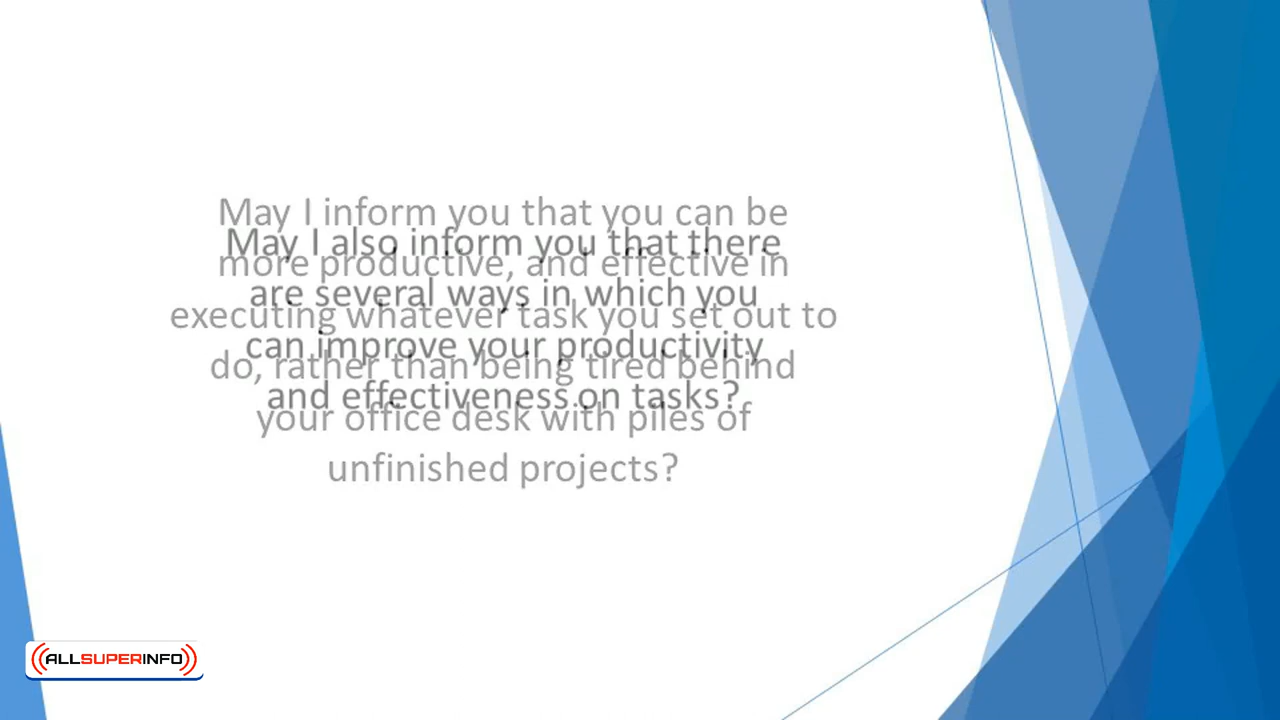 May I inform you that you can be
more productive, and effective in
executing whatever task you set out to
do, rather than being tired behind
your office desk with piles of
unfinished projects?
May I also inform you that there
are several ways in which you
can improve your productivity
and effectiveness on tasks?
ALLSUPERINFO